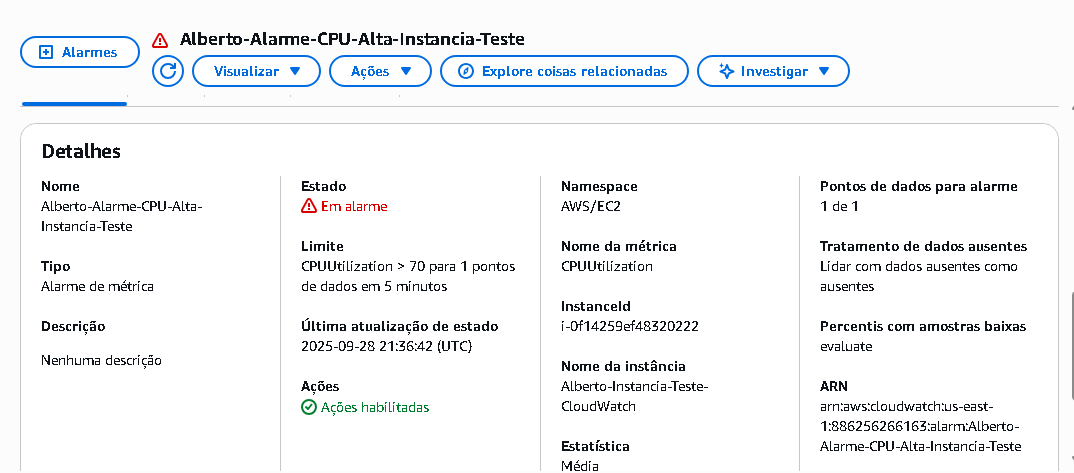 Alarmes
Alberto-Alarme-CPU-Alta-Instancia-Teste
Visualizar
Ações
Explore coisas relacionadas
Investigar
Detalhes
Nome
Alberto-Alarme-CPU-Alta-
Instancia-Teste
Tipo
Alarme de métrica
Descrição
Nenhuma descrição
Estado
Em alarme
Limite
CPUUtilization > 70 para 1 pontos
de dados em 5 minutos
Última atualização de estado
2025-09-28 21:36:42 (UTC)
Ações
Ações habilitadas
Namespace
AWS/EC2
Nome da métrica
CPUUtilization
InstanceId
i-0f14259ef48320222
Nome da instância
Alberto-Instancia-Teste-
CloudWatch
Estatística
Média
Pontos de dados para alarme
1 de 1
Tratamento de dados ausentes
Lidar com dados ausentes como
ausentes
Percentis com amostras baixas
evaluate
ARN
arn:aws:cloudwatch:us-east-
1:886256266163:alarm:Alberto-
Alarme-CPU-Alta-Instancia-Teste